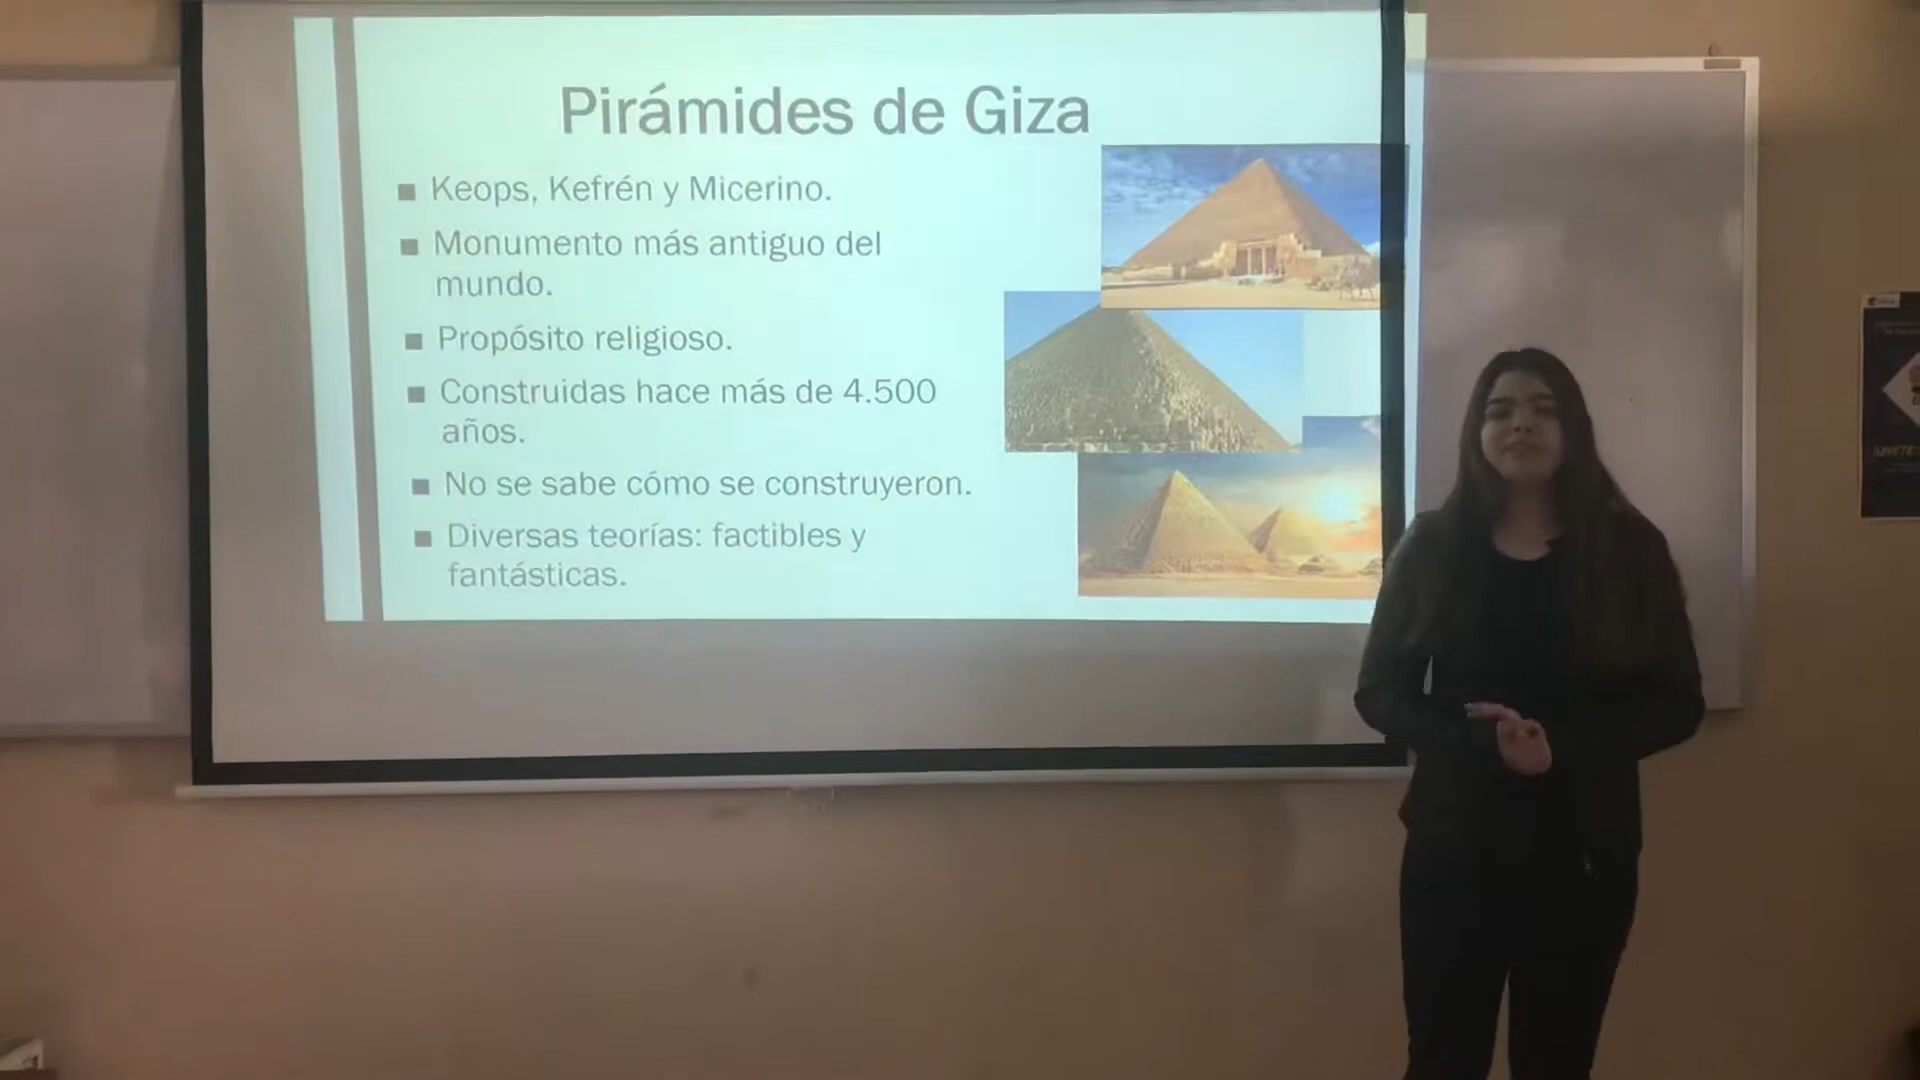 Pirámides de Giza
Keops, Kefrén y Micerino.
Monumento más antiguo del
mundo.
Propósito religioso.
Construidas hace más de 4.500
años.
No se sabe cómo se construyeron.
Diversas teorías: factibles y
fantásticas.